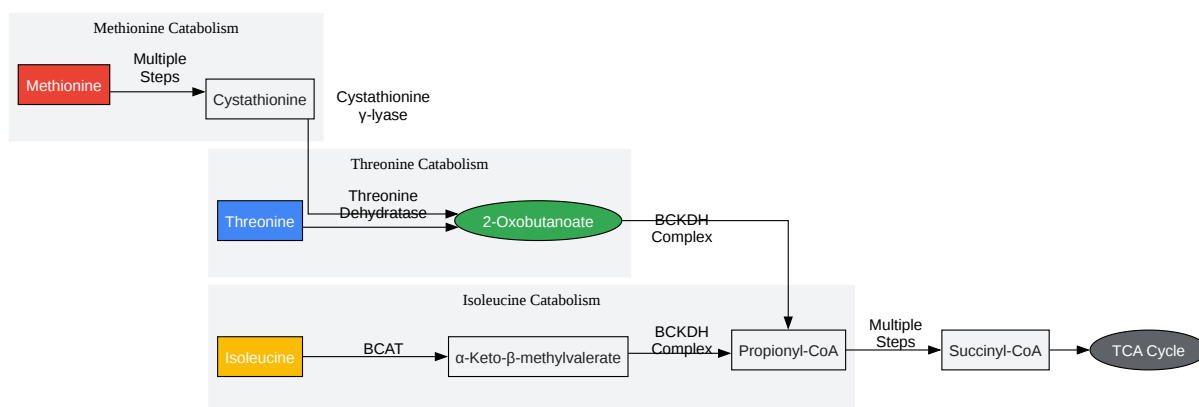 Methionine Catabolism
Methionine
Multiple
Steps
Cystathionine
Cystathionine
γ-lyase
Threonine Catabolism
Threonine
Threonine
Dehydratase
2-Oxobutanoate
BCKDH
Complex
Isoleucine Catabolism
Isoleucine
BCAT
α-Keto-β-methylvalerate
BCKDH
Complex
Propionyl-CoA
Multiple
Steps
Succinyl-CoA
TCA Cycle